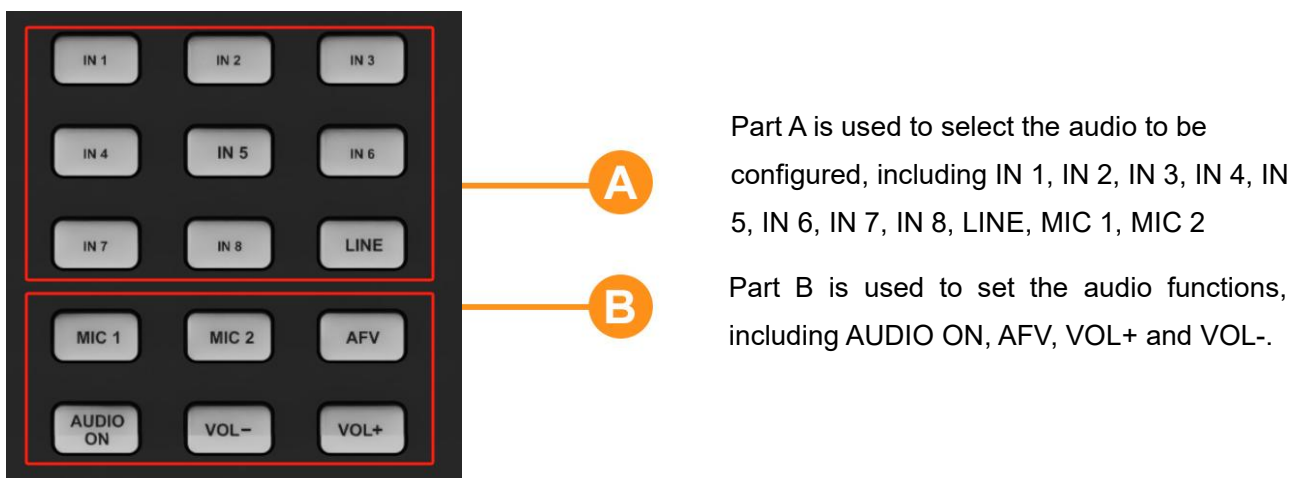 IN 1 IN 2 IN 3
IN 4 IN 5 IN 6
IN 7 IN 8 LINE
A
MIC 1 MIC 2 AFV
AUDIO ON VOL− VOL+
B
Part A is used to select the audio to be
configured, including IN 1, IN 2, IN 3, IN 4, IN
5, IN 6, IN 7, IN 8, LINE, MIC 1, MIC 2
Part B is used to set the audio functions,
including AUDIO ON, AFV, VOL+ and VOL-.